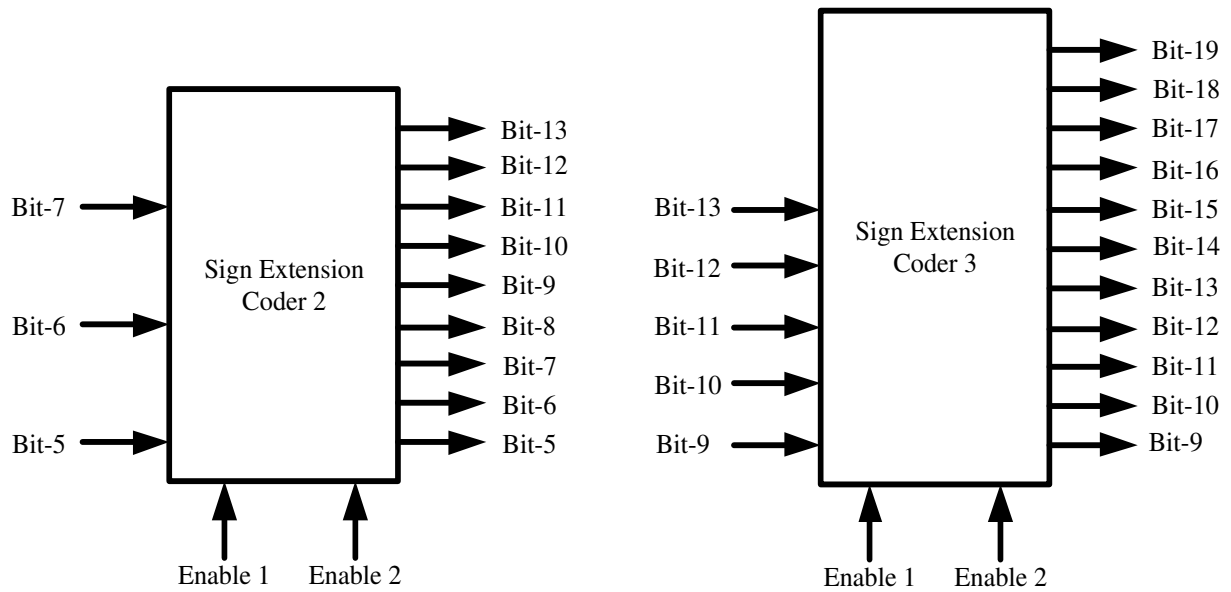 Bit-7
Bit-6
Bit-5
Sign Extension
Coder 2
Bit-13
Bit-12
Bit-11
Bit-10
Bit-9
Bit-8
Bit-7
Bit-6
Bit-5
Enable 1
Enable 2
Bit-13
Bit-12
Bit-11
Bit-10
Bit-9
Sign Extension
Coder 3
Bit-19
Bit-18
Bit-17
Bit-16
Bit-15
Bit-14
Bit-13
Bit-12
Bit-11
Bit-10
Bit-9
Enable 1
Enable 2